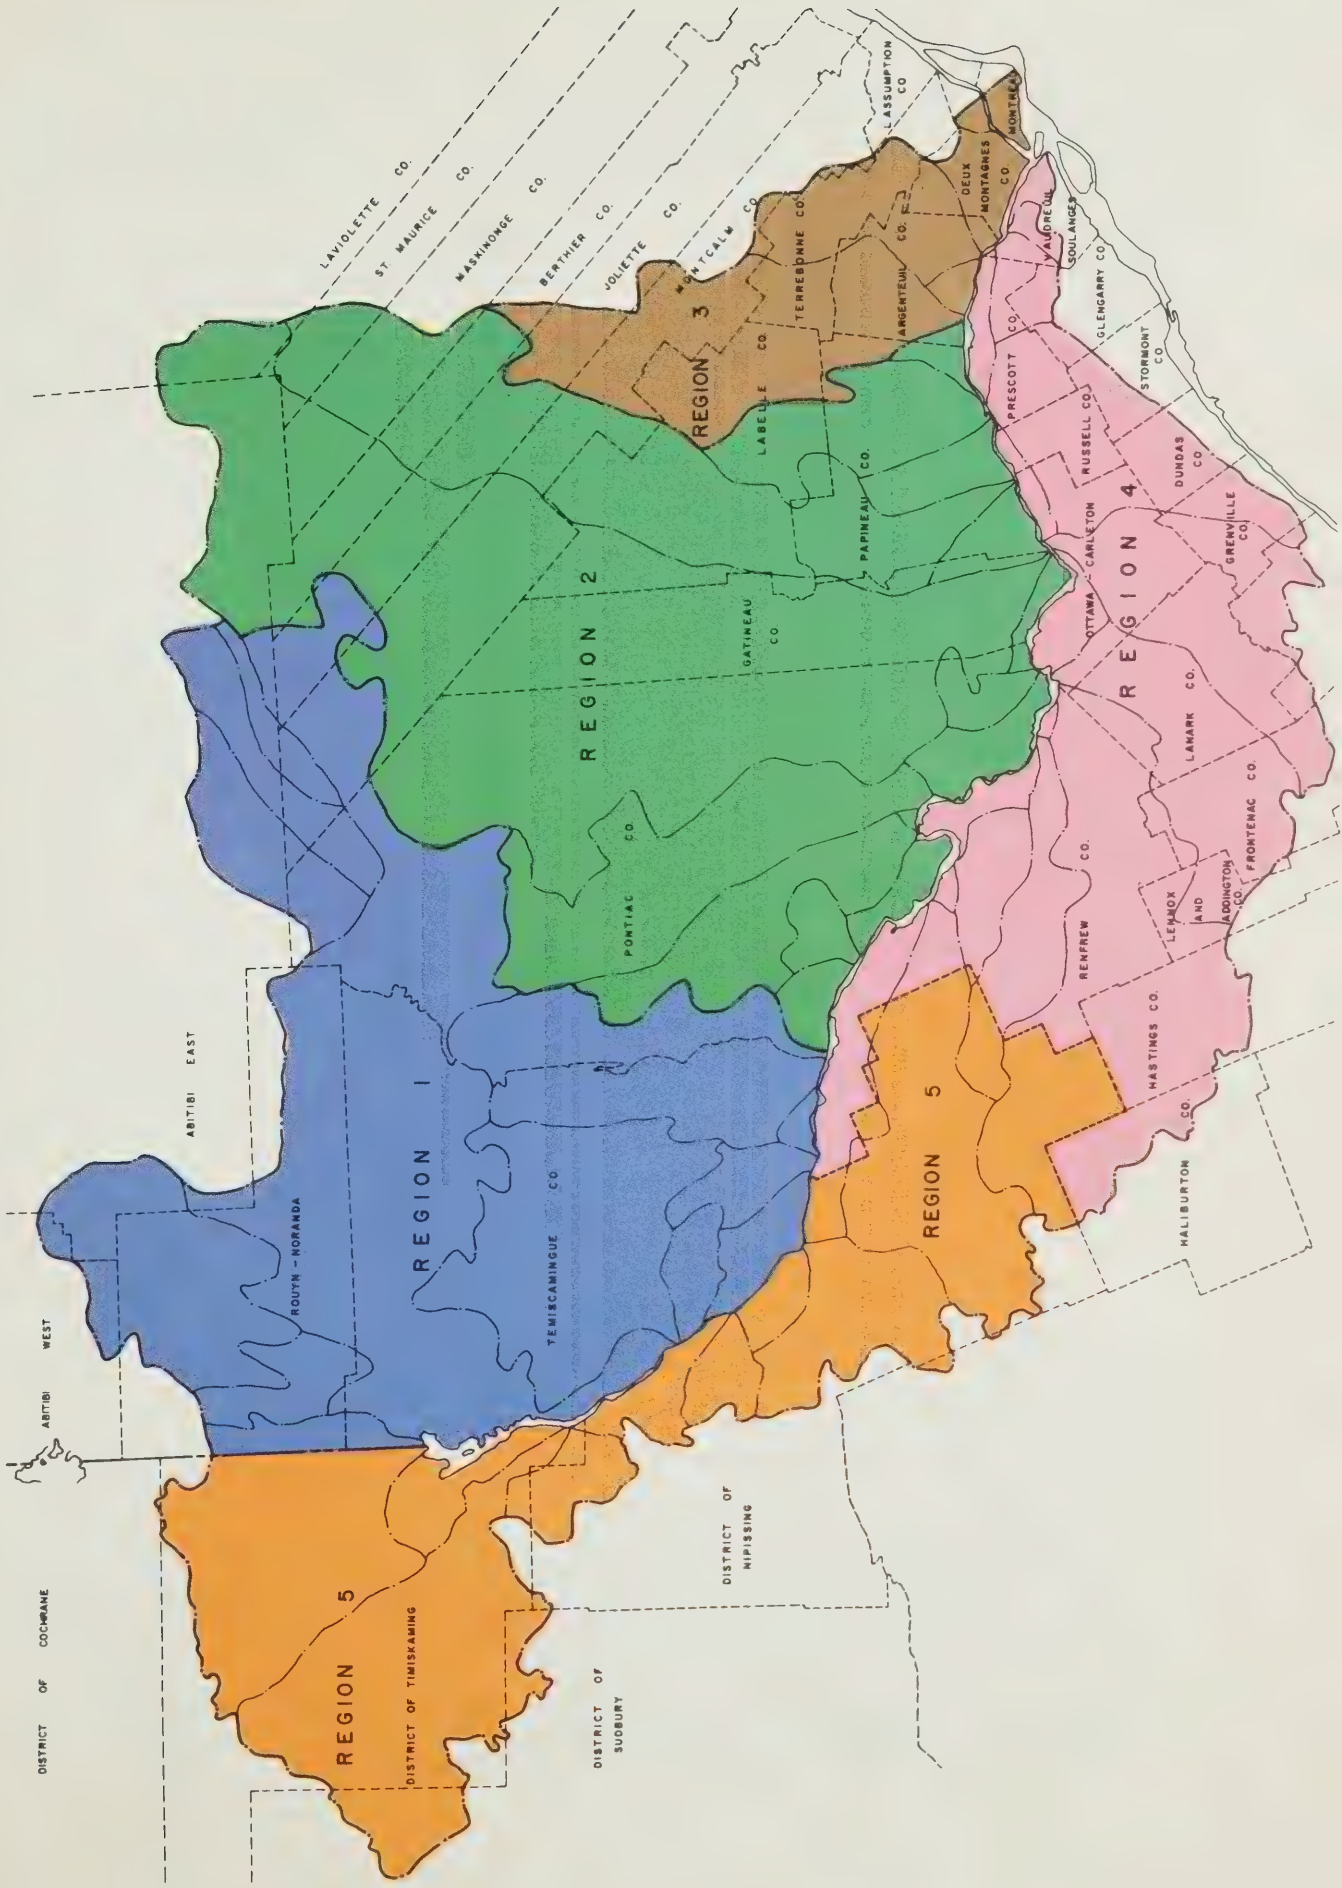 DISTRICT OF COCHRANE
ABITIBI WEST
ABITIBI EAST
LAVIOLETTE CO.
ST. MAURICE CO.
MASKINONGE CO.
BERTHIER CO.
JOLIETTE CO.
MONTCALM CO.
L ASSUMPTION
CO
REGION 5
DISTRICT OF TIMISKAMING
ROUYN-NORANDA
REGION 1
TEMISCAMINGUE CO
REGION 2
PONTIAC CO.
GATINEAU
CO
PAPINEAU CO.
REGION 3
LABELLE CO.
TERREBONNE CO.
ARGENTEUIL CO.
DEUX
MONTAGNES
CO.
MONTREAL
DISTRICT OF
SUDBURY
DISTRICT OF
NIPISSING
REGION 5
REGION 4
VAUDREUIL
SOULANGES
PRESCOTT CO.
GLENGARRY CO.
STORMONT
CO
RUSSELL CO.
DUNDAS
CO
OTTAWA CARLETON
GRENVILLE
CO.
LANARK CO.
RENFREW CO.
FRONTENAC CO.
LENNOX
AND
ADDINGTON
CO.
HASTINGS CO.
HALIBURTON CO.